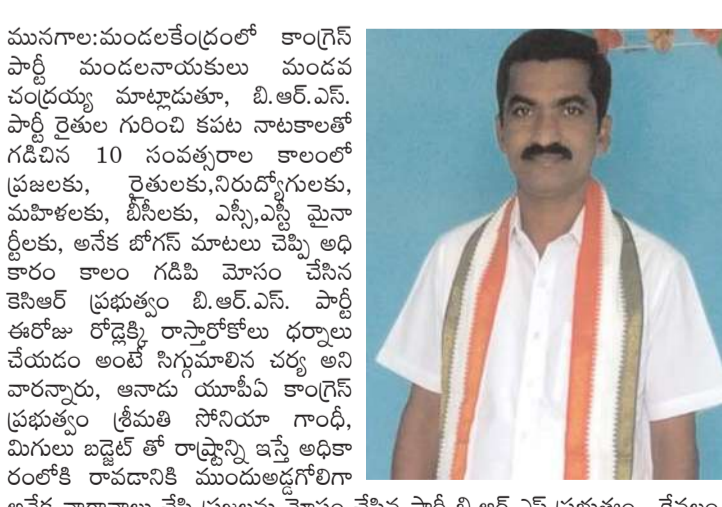 మునగాల:మండలకేంద్రంలో కాంగ్రెస్
పార్టీ మండలనాయకులు మండవ
చంద్రయ్య మాట్లాడుతూ, బి.ఆర్.ఎస్.
పార్టీ రైతుల గురించి కపట నాటకాలతో
గడిచిన 10 సంవత్సరాల కాలంలో
ప్రజలకు, రైతులకు,నిరుద్యోగులకు,
మహిళలకు, బీసీలకు, ఎస్సీ,ఎస్టీ మైనా
ర్టీలకు, అనేక బోగస్ మాటలు చెప్పి అధి
కారం కాలం గడిపి మోసం చేసిన
కెసిఆర్ ప్రభుత్వం బి.ఆర్.ఎస్. పార్టీ
ఈరోజు రోడ్లెక్కి రాస్తారోకోలు ధర్నాలు
చేయడం అంటే సిగ్గుమాలిన చర్య అని
వారన్నారు, ఆనాడు యూపీఏ కాంగ్రెస్
ప్రభుత్వం శ్రీమతి సోనియా గాంధీ,
మిగులు బడ్జెట్ తో రాష్ట్రాన్ని ఇస్తే అధికా
రంలోకి రావడానికి ముందుఅడ్డగోలిగా